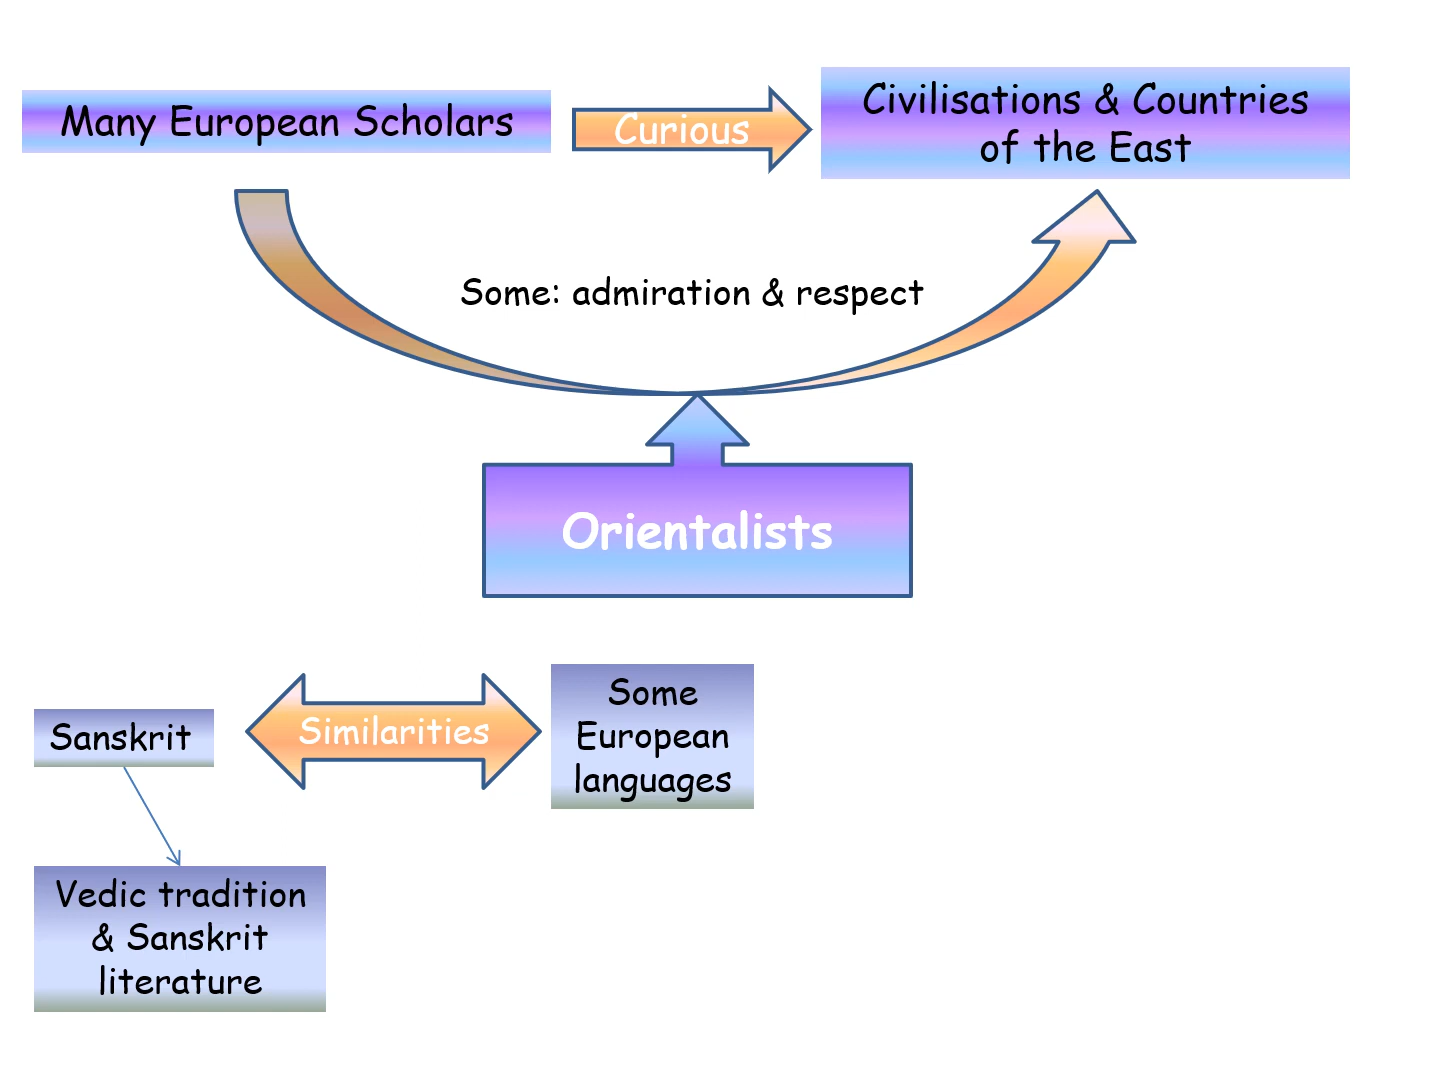 Many European Scholars
Curious
Civilisations & Countries
of the East
Some: admiration & respect
Orientalists
Sanskrit
Similarities
Some
European
languages
Vedic tradition
& Sanskrit
literature